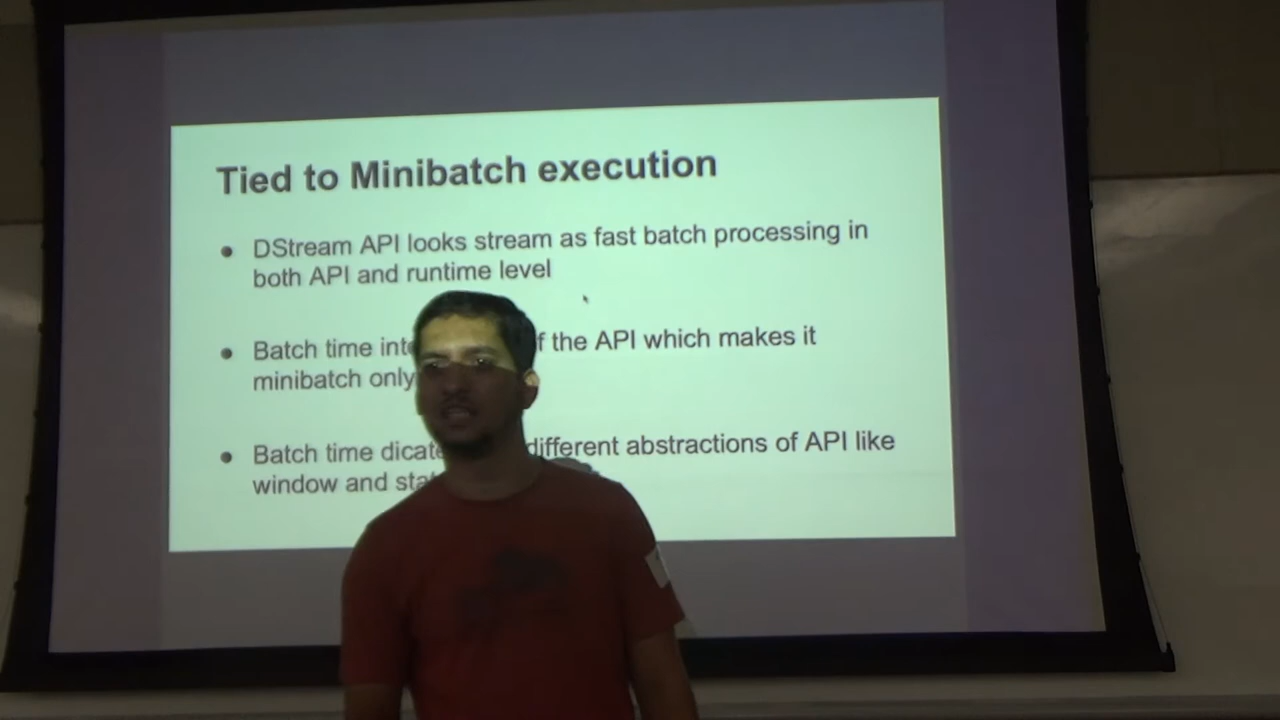 Tied to Minibatch execution
DStream API looks stream as fast batch processing in
both API and runtime level
Batch time f the API which makes it
minibatch only
Batch time different abstractions of API like
window and